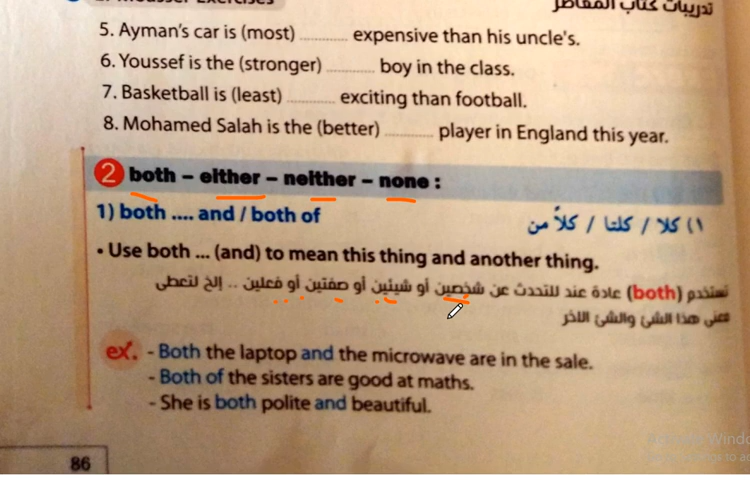 تدريبات كتاب المعاصر
Exercises
5. Ayman's car is (most) ............ expensive than his uncle's.
6. Youssef is the (stronger) ............ boy in the class.
7. Basketball is (least) ............ exciting than football.
8. Mohamed Salah is the (better) ............ player in England this year.
2 both – either – neither – none :
1) both .... and / both of
١) كلا / كلتا / كلاً من
• Use both ... (and) to mean this thing and another thing.
نستخدم (both) عادة عند للتحدث عن شخصين أو شيئين أو صفتين أو فعلين .. إلخ لتعطى
معنى هذا الشئ والشئ الآخر
ex. - Both the laptop and the microwave are in the sale.
- Both of the sisters are good at maths.
- She is both polite and beautiful.
86